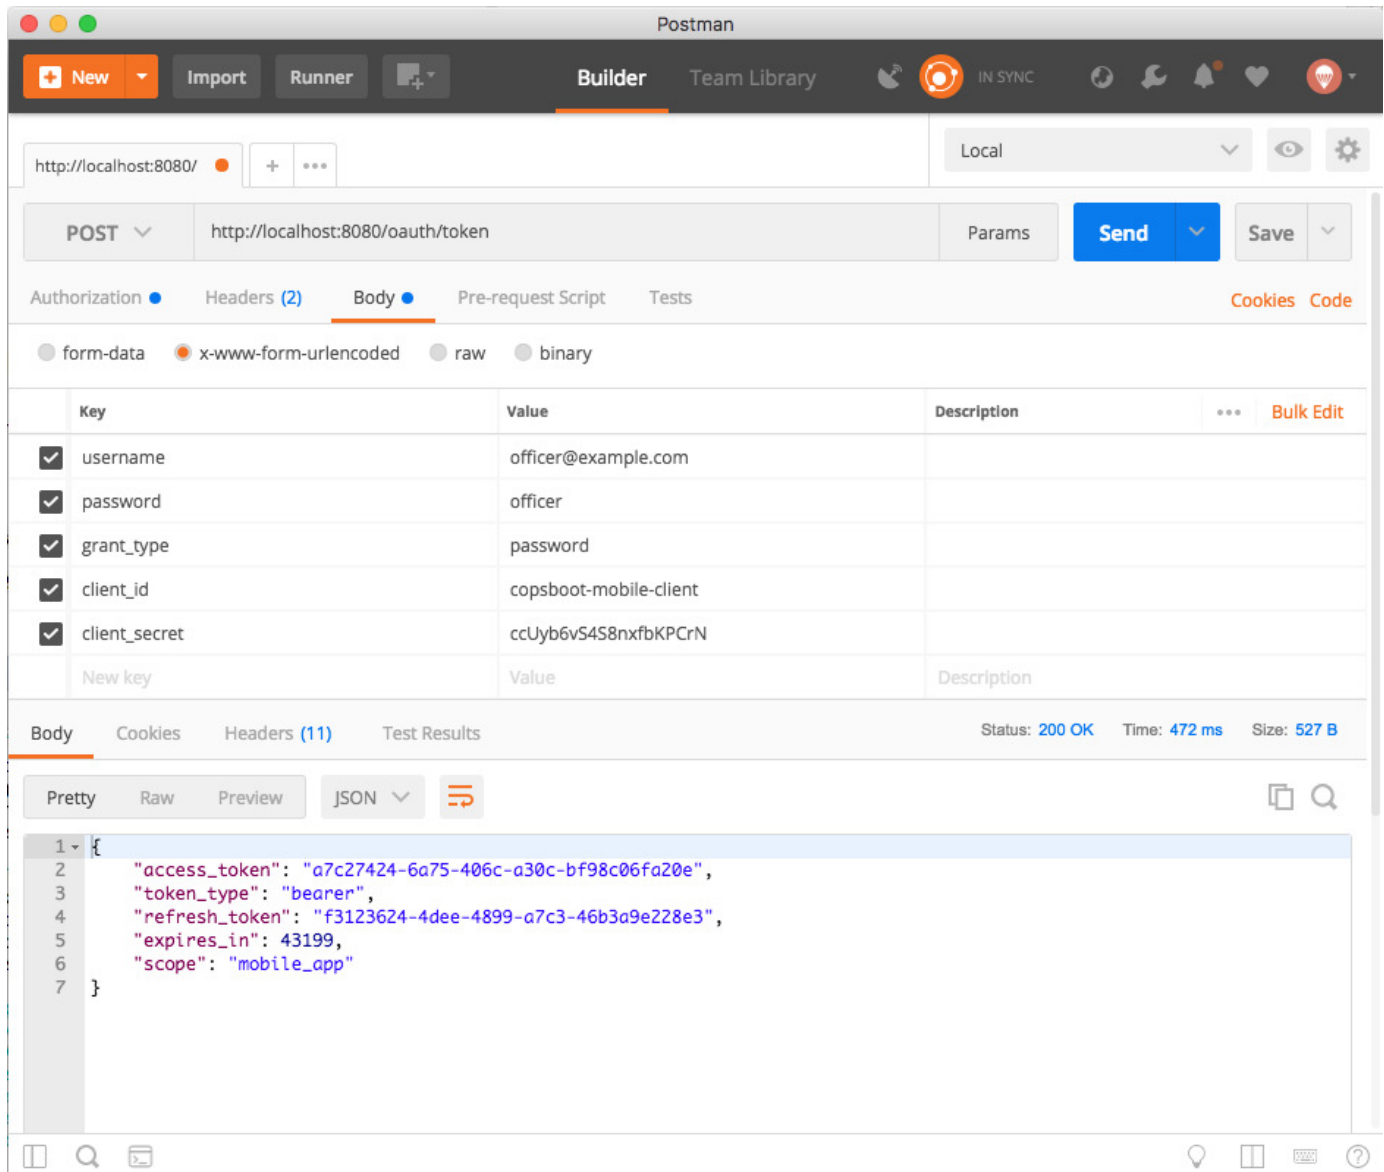 Postman
New Import Runner Builder Team Library IN SYNC
http://localhost:8080/ Local
POST http://localhost:8080/oauth/token Params Send Save
Authorization Headers (2) Body Pre-request Script Tests Cookies Code
form-data x-www-form-urlencoded raw binary
Key Value Description Bulk Edit
username officer@example.com
password officer
grant_type password
client_id copsboot-mobile-client
client_secret ccUyb6vS4S8nxfbKPCrN
New key Value Description
Body Cookies Headers (11) Test Results Status: 200 OK Time: 472 ms Size: 527 B
Pretty Raw Preview JSON
1 {
2 "access_token": "a7c27424-6a75-406c-a30c-bf98c06fa20e",
3 "token_type": "bearer",
4 "refresh_token": "f3123624-4dee-4899-a7c3-46b3a9e228e3",
5 "expires_in": 43199,
6 "scope": "mobile_app"
7 }